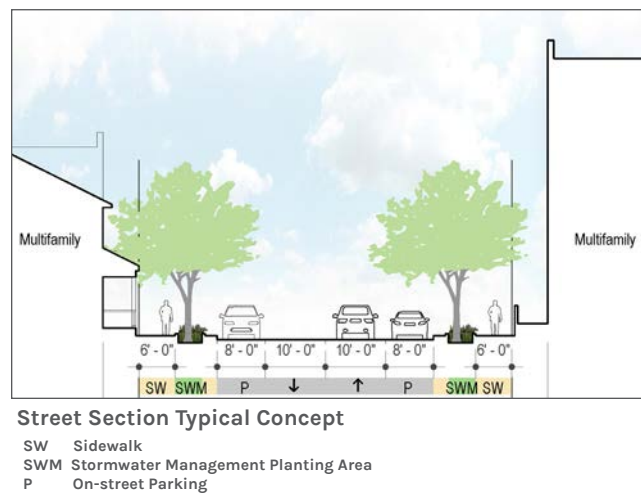 Multifamily
Multifamily
6' - 0" 8' - 0" 10' - 0" 10' - 0" 8' - 0" 6' - 0"
SW SWM P ↓ ↑ P SWM SW
Street Section Typical Concept
SW Sidewalk
SWM Stormwater Management Planting Area
P On-street Parking